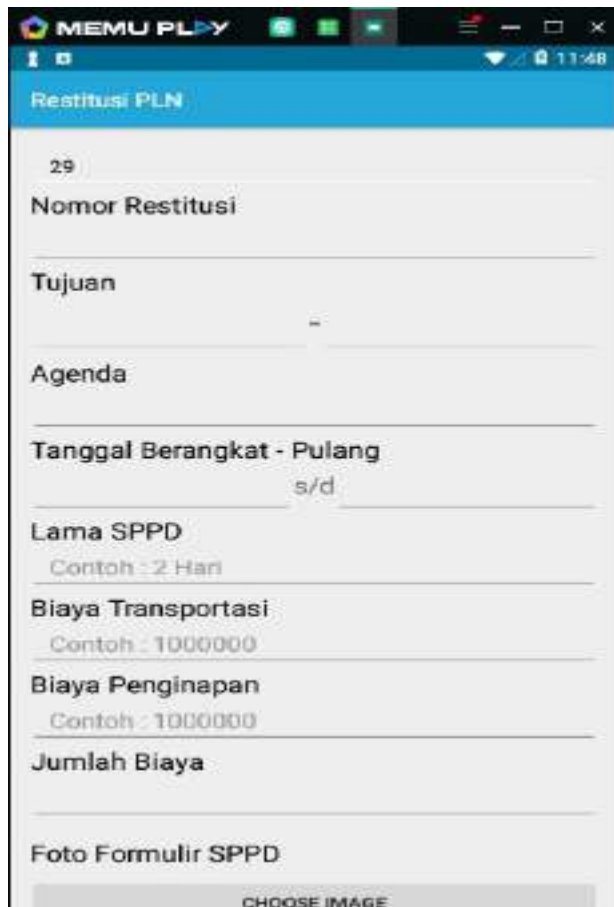 MEMU PLAY
11:48
Restitusi PLN
29
Nomor Restitusi
Tujuan
-
Agenda
Tanggal Berangkat - Pulang
s/d
Lama SPPD
Contoh : 2 Hari
Biaya Transportasi
Contoh : 1000000
Biaya Penginapan
Contoh : 1000000
Jumlah Biaya
Foto Formulir SPPD
CHOOSE IMAGE